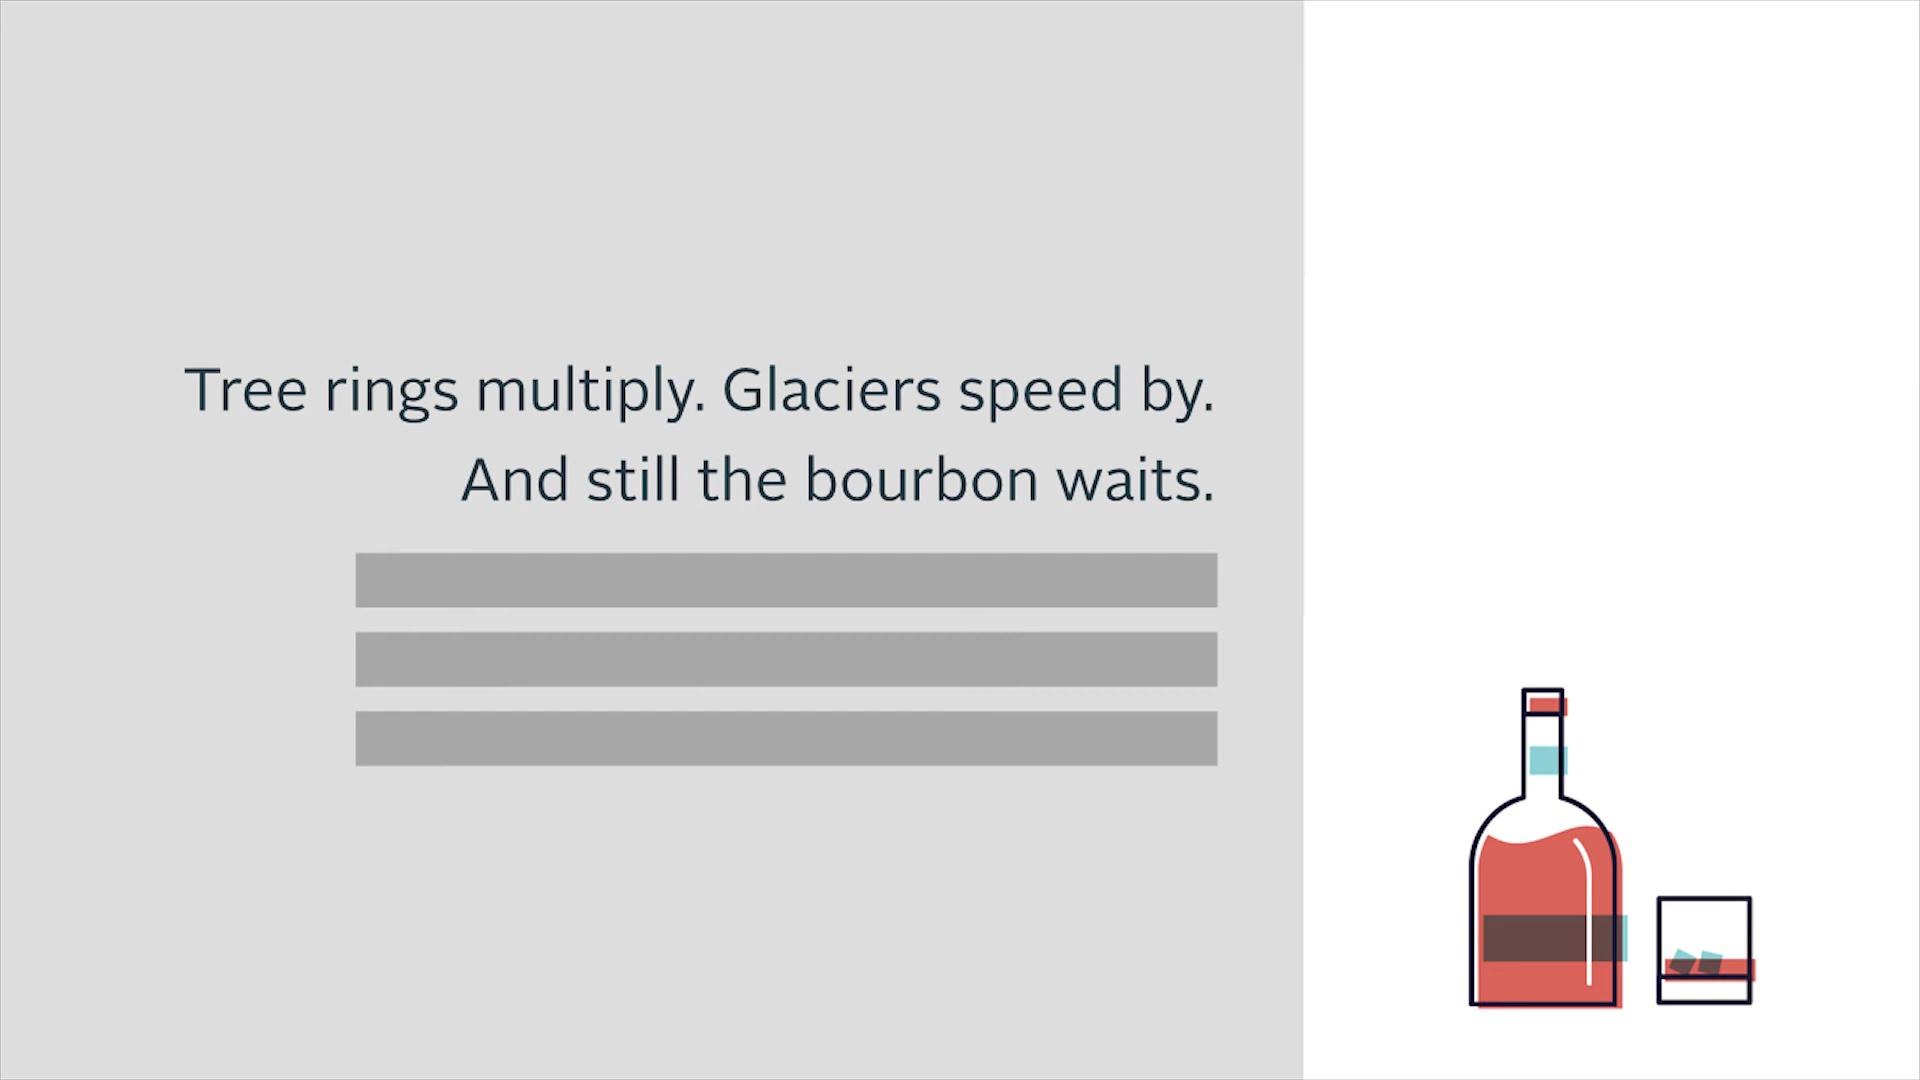 Tree rings multiply. Glaciers speed by.
And still the bourbon waits.